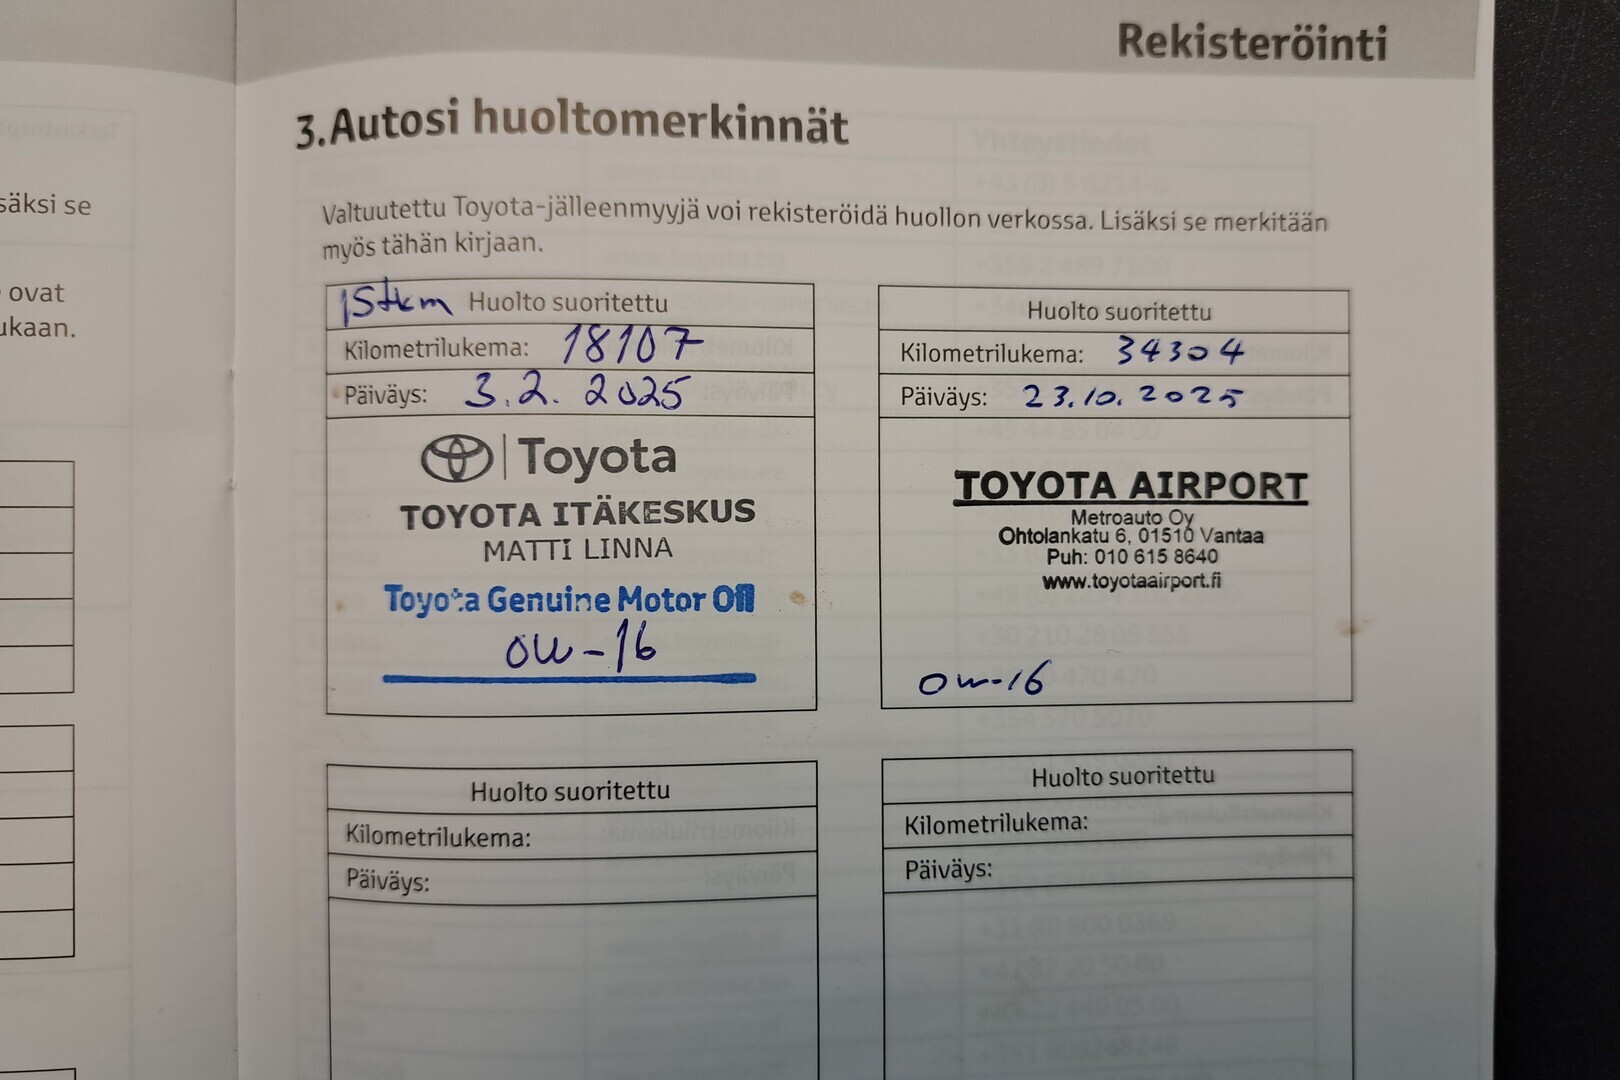 Rekisteröinti
3. Autosi huoltomerkinnät
säksi se
Valtuutettu Toyota-jälleenmyyjä voi rekisteröidä huollon verkossa. Lisäksi se merkitään
myös tähän kirjaan.
ovat
ukaan.
15tkm Huolto suoritettu
Kilometrilukema: 18107
Päiväys: 3.2. 2025
Toyota
TOYOTA ITÄKESKUS
MATTI LINNA
Toyota Genuine Motor Oil
0W-16
Huolto suoritettu
Kilometrilukema: 34304
Päiväys: 23.10. 2025
TOYOTA AIRPORT
Metroauto Oy
Ohtolankatu 6, 01510 Vantaa
Puh: 010 615 8640
www.toyotaairport.fi
0w-16
Huolto suoritettu
Kilometrilukema:
Päiväys:
Huolto suoritettu
Kilometrilukema:
Päiväys: